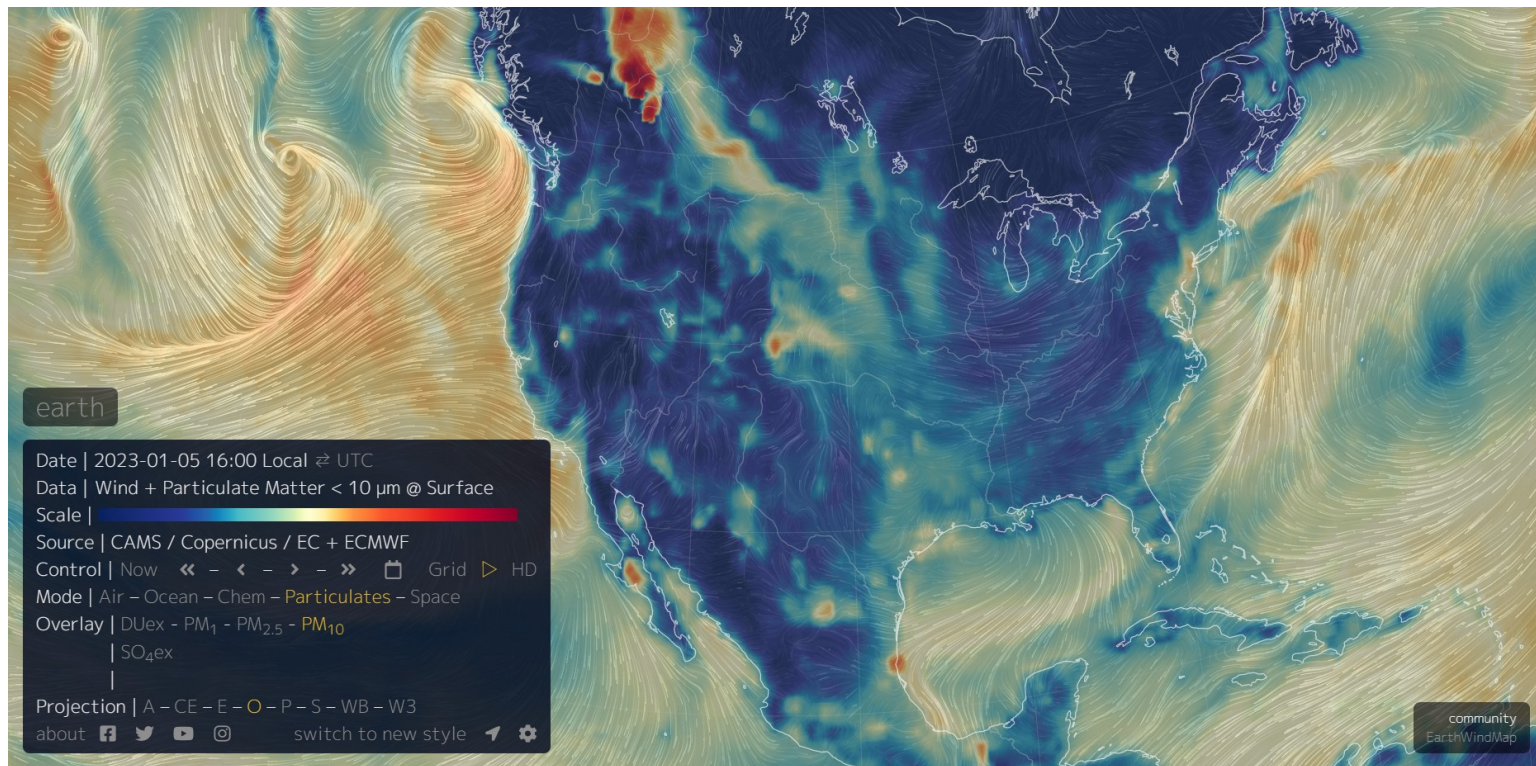 earth
Date | 2023-01-05 16:00 Local ⇄ UTC
Data | Wind + Particulate Matter < 10 µm @ Surface
Scale |
Source | CAMS / Copernicus / EC + ECMWF
Control | Now « – ‹ – › – » Grid ▷ HD
Mode | Air – Ocean – Chem – Particulates – Space
Overlay | DUex - PM₁ - PM₂.₅ - PM₁₀
| SO₄ex
|
Projection | A – CE – E – O – P – S – WB – W3
about switch to new style
community
EarthWindMap